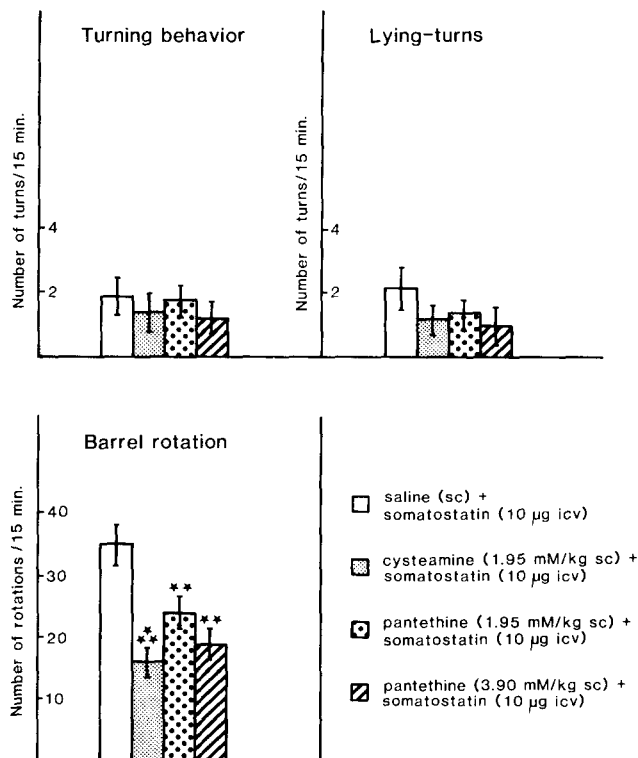 Turning behavior
Number of turns/15 min.
4
2
Lying-turns
Number of turns/15 min.
4
2
Barrel rotation
Number of rotations/15 min.
40
30
20
10
saline (sc) +
somatostatin (10 µg icv)
cysteamine (1.95 mM/kg sc) +
somatostatin (10 µg icv)
pantethine (1.95 mM/kg sc) +
somatostatin (10 µg icv)
pantethine (3.90 mM/kg sc) +
somatostatin (10 µg icv)